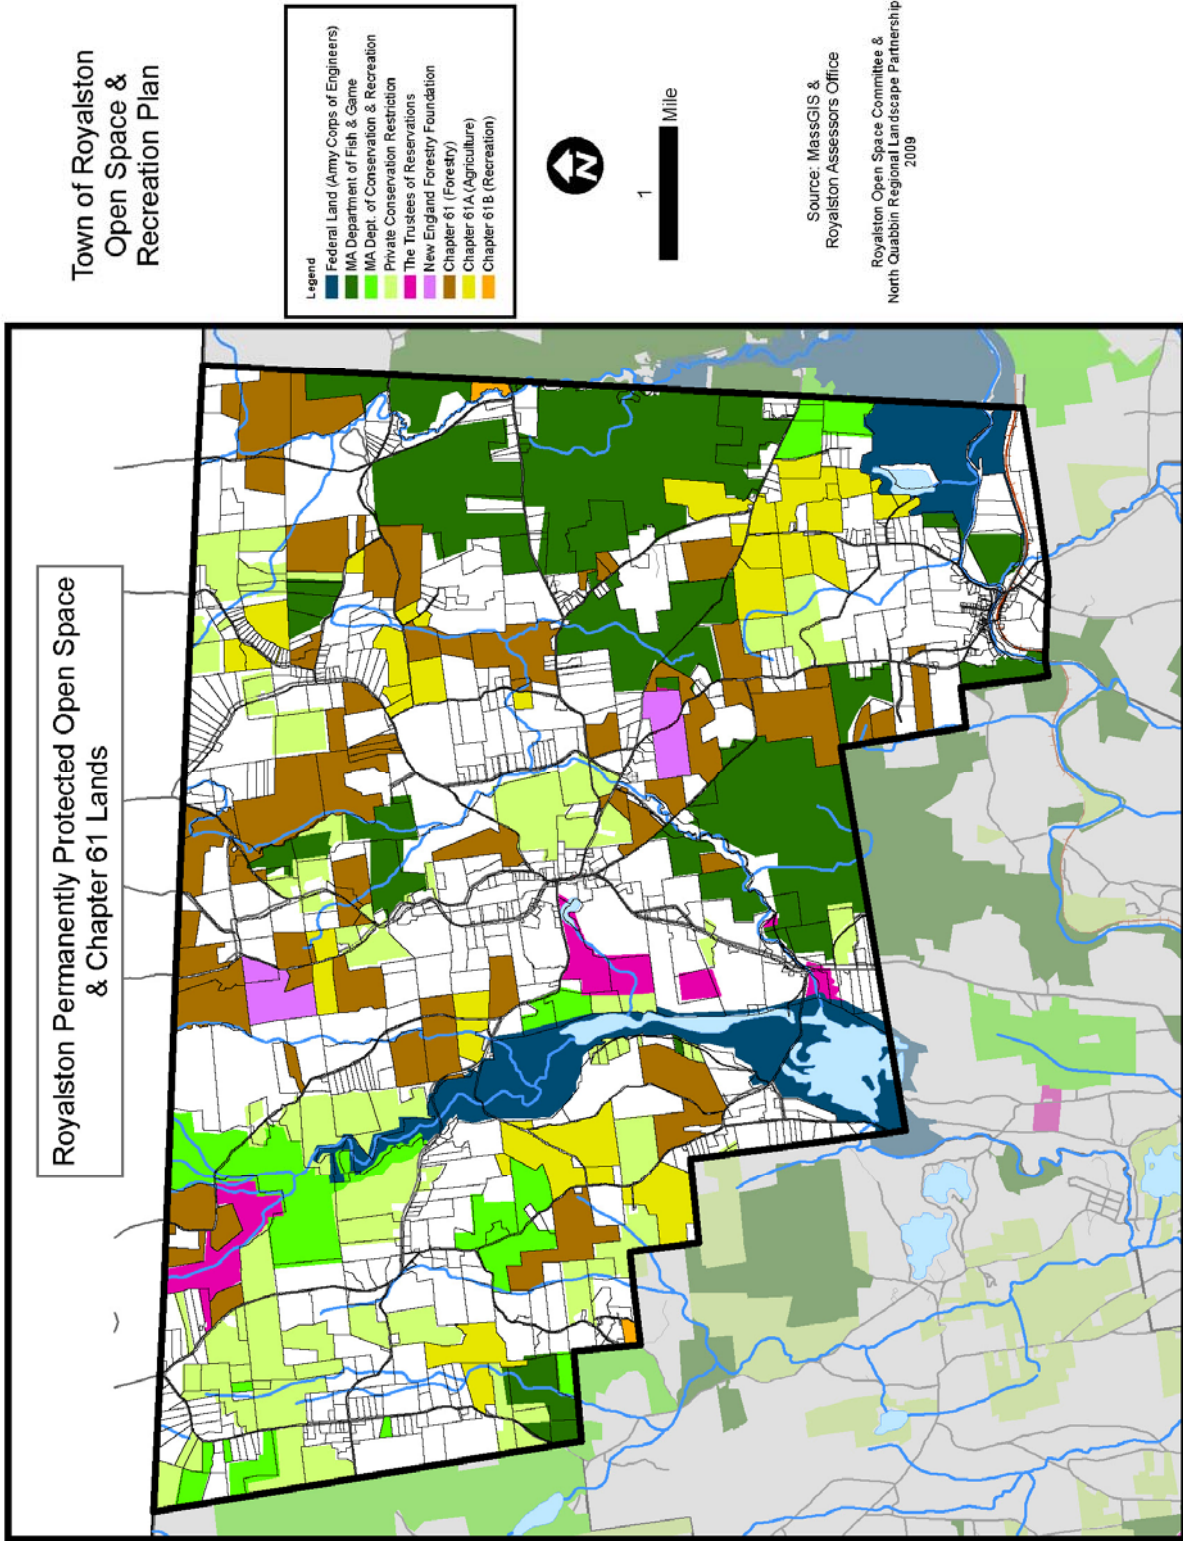 Royalston Permanently Protected Open Space
& Chapter 61 Lands
Town of Royalston
Open Space &
Recreation Plan
Legend
Federal Land (Army Corps of Engineers)
MA Department of Fish & Game
MA Dept. of Conservation & Recreation
Private Conservation Restriction
The Trustees of Reservations
New England Forestry Foundation
Chapter 61 (Forestry)
Chapter 61A (Agriculture)
Chapter 61B (Recreation)
N
1
Mile
Source: MassGIS &
Royalston Assessors Office
Royalston Open Space Committee &
North Quabbin Regional Landscape Partnership
2009